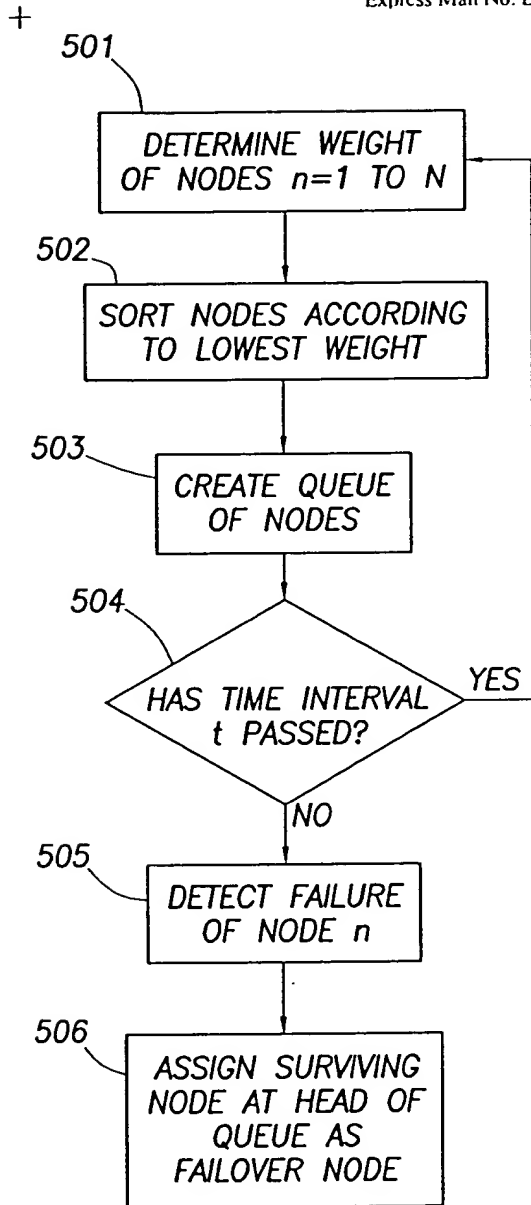 +
501
DETERMINE WEIGHT
OF NODES n=1 TO N
502
SORT NODES ACCORDING
TO LOWEST WEIGHT
503
CREATE QUEUE
OF NODES
504
HAS TIME INTERVAL
t PASSED?
YES
NO
505
DETECT FAILURE
OF NODE n
506
ASSIGN SURVIVING
NODE AT HEAD OF
QUEUE AS
FAILOVER NODE